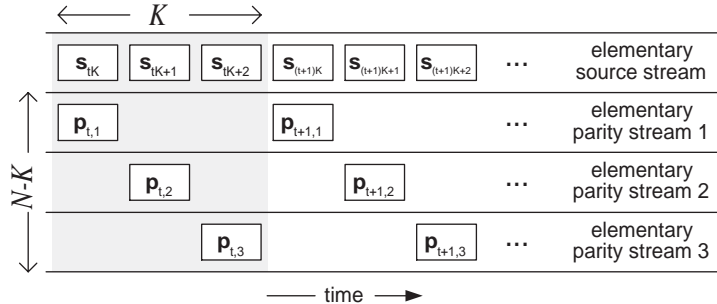 K
s_tK s_tK+1 s_tK+2 s_(t+1)K s_(t+1)K+1 s_(t+1)K+2 ... elementary source stream
N-K
p_t,1 p_t+1,1 ... elementary parity stream 1
p_t,2 p_t+1,2 elementary parity stream 2
p_t,3 p_t+1,3 ... elementary parity stream 3
time